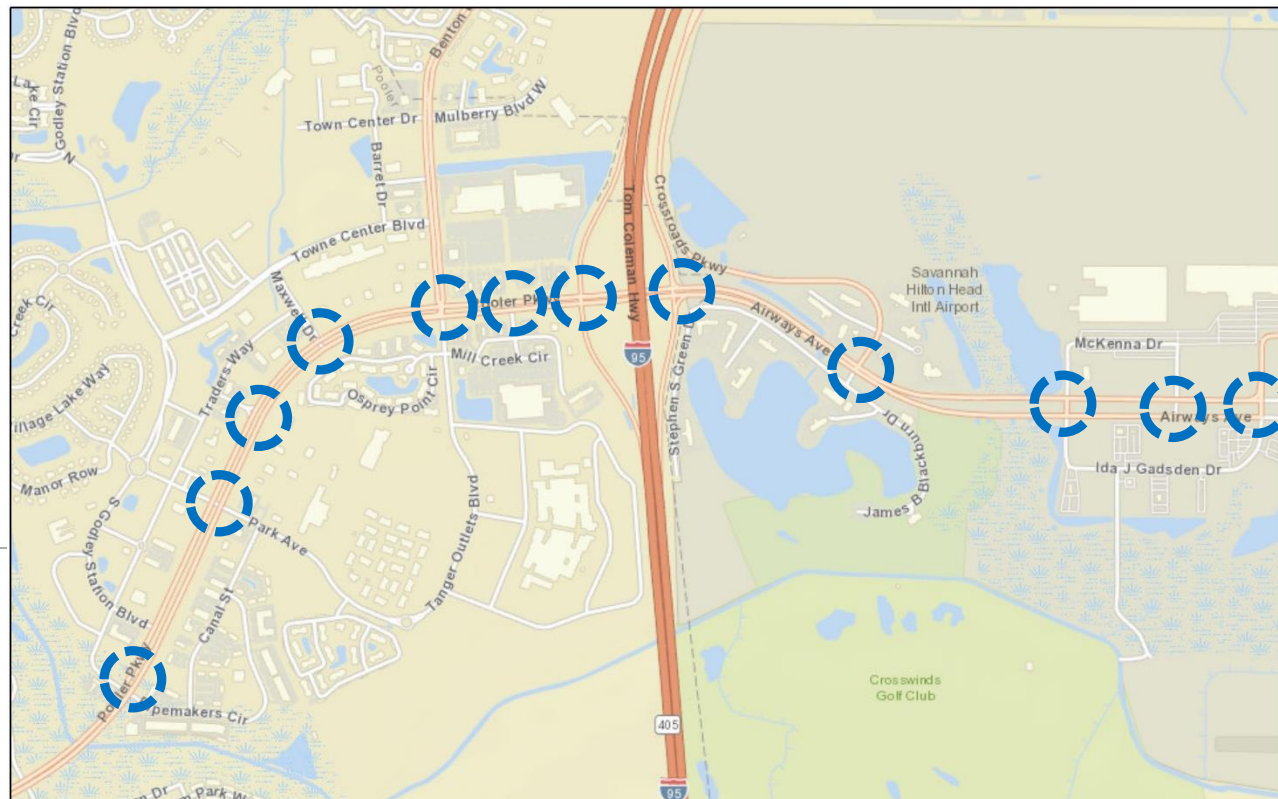 Godley Station Blvd
Lake Cir
N
Creek Cir
Village Lake Way
Manor Row
S Godley Station Blvd
Traders Way
Maxwell Dr
Towne Center Blvd
Town Center Dr
Mulberry Blvd W
Pooler
Barret Dr
Benton
Pooler Pkwy
Mill Creek Cir
Osprey Point Cir
Park Ave
Canal St
Tanger Outlets Blvd
Pooler Pkwy
pemakers Cir
Tom Coleman Hwy
95
Crossroads Pkwy
Stephen S Green D
Airways Ave
Savannah
Hilton Head
Intl Airport
McKenna Dr
Airways Ave
Ida J Gadsden Dr
James B Blackburn Dr
Crosswinds
Golf Club
405
95
Park W